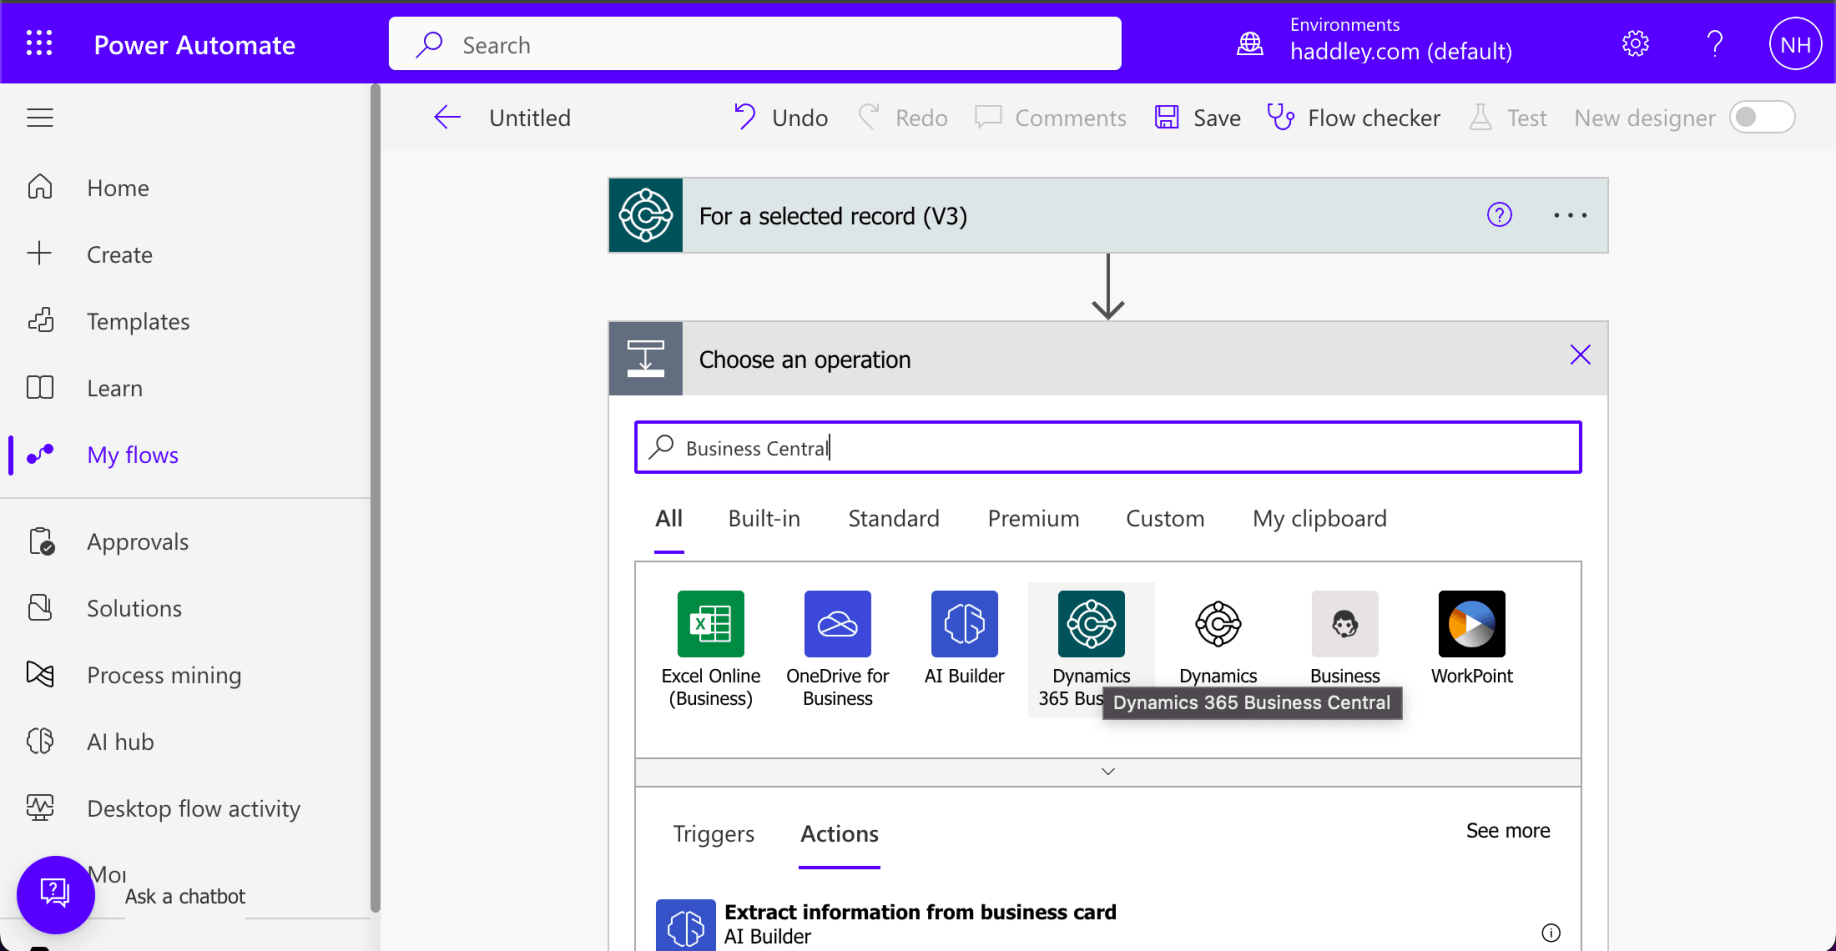 Power Automate
Search
Environments
haddley.com (default)
?
NH
Untitled
Undo
Redo
Comments
Save
Flow checker
Test
New designer
Home
Create
Templates
Learn
My flows
Approvals
Solutions
Process mining
AI hub
Desktop flow activity
Mor
Ask a chatbot
For a selected record (V3)
Choose an operation
Business Central
All
Built-in
Standard
Premium
Custom
My clipboard
Excel Online
(Business)
OneDrive for
Business
AI Builder
Dynamics
365 Bus
Dynamics
Business
WorkPoint
Dynamics 365 Business Central
Triggers
Actions
See more
Extract information from business card
AI Builder